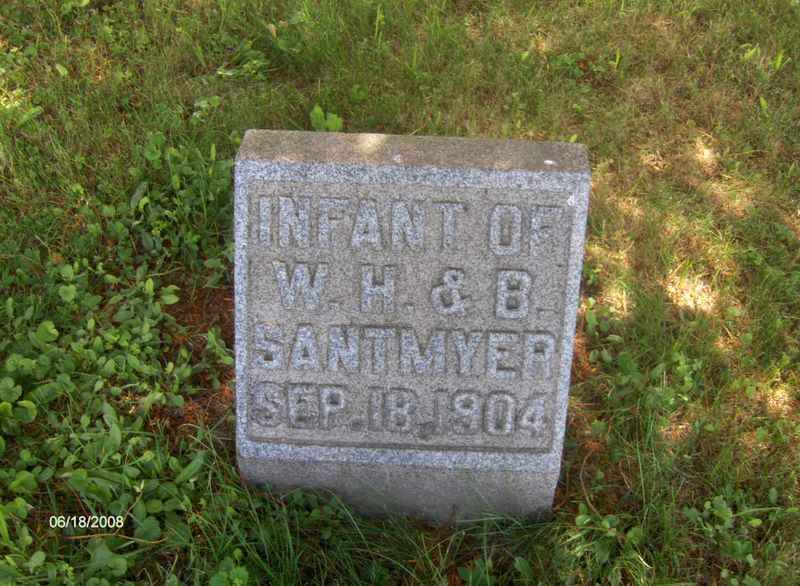 INFANT OF
W. H. & B.
SANTMYER
SEP. 18, 1904
06/18/2008